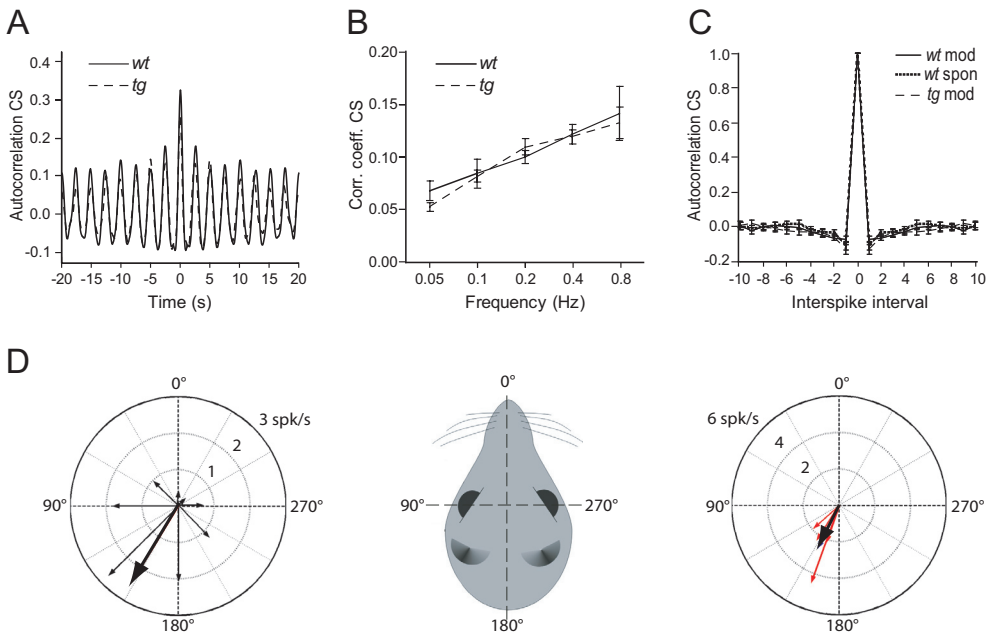 A
Autocorrelation CS
0.4
0.3
0.2
0.1
0.0
-0.1
-20 -15 -10 -5 0 5 10 15 20
Time (s)
wt
tg
B
Corr. coeff. CS
0.20
0.15
0.10
0.05
0.00
0.05 0.1 0.2 0.4 0.8
Frequency (Hz)
wt
tg
C
Autocorrelation CS
1.0
0.8
0.6
0.4
0.2
0.0
-0.2
-10 -8 -6 -4 -2 0 2 4 6 8 10
Interspike interval
wt mod
wt spon
tg mod
D
0°
3 spk/s
2
1
90°
270°
180°
0°
90°
270°
180°
0°
6 spk/s
4
2
90°
270°
180°